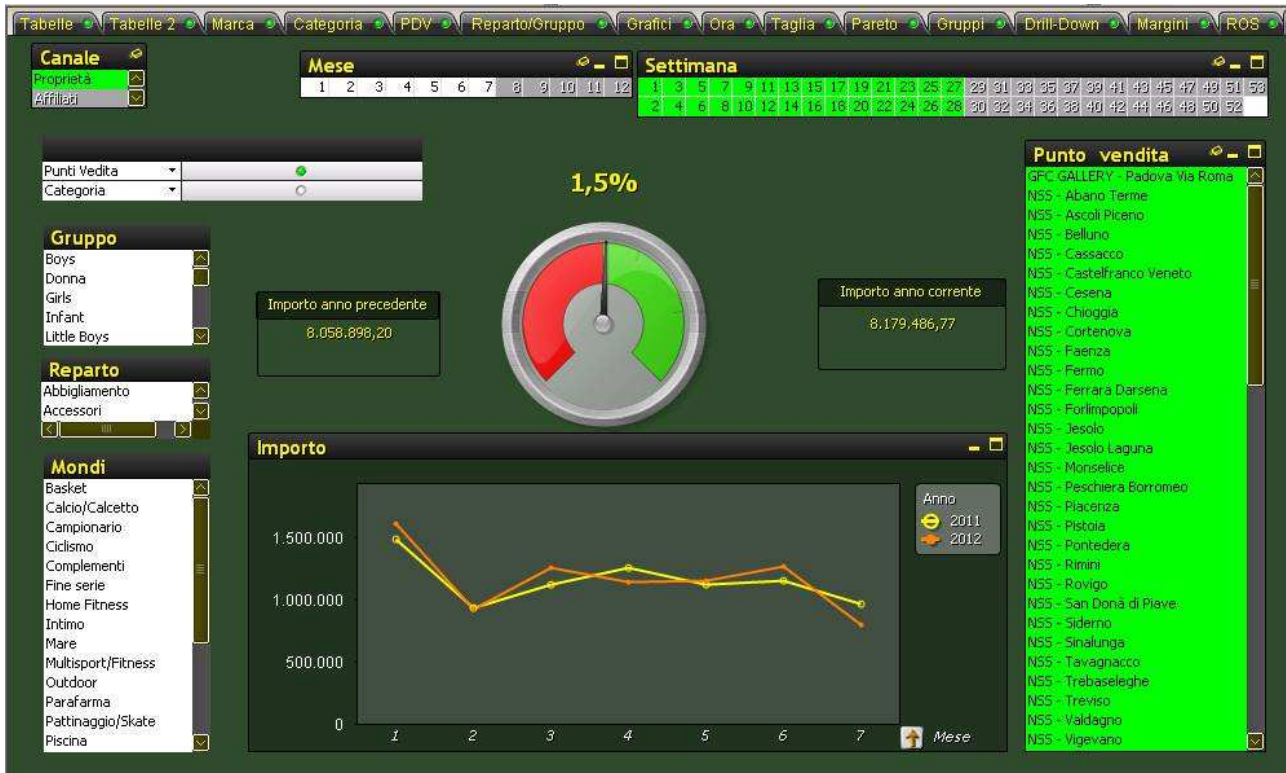 Tabelle Tabelle 2 Marca Categoria PDV Reparto/Gruppo Grafici Ora Taglia Pareto Gruppi Drill-Down Margini ROS
Canale
Proprietà
Affiliati
Mese
1 2 3 4 5 6 7 8 9 10 11 12
Settimana
1 3 5 7 9 11 13 15 17 19 21 23 25 27 29 31 33 35 37 39 41 43 45 47 49 51 53
2 4 6 8 10 12 14 16 18 20 22 24 26 28 30 32 34 36 38 40 42 44 46 48 50 52
Punti Vedita
Categoria
1,5%
Gruppo
Boys
Donna
Girls
Infant
Little Boys
Importo anno precedente
8.058.898,20
Importo anno corrente
8.179.486,77
Reparto
Abbigliamento
Accessori
Mondi
Basket
Calcio/Calcetto
Campionario
Ciclismo
Complementi
Fine serie
Home Fitness
Intimo
Mare
Multisport/Fitness
Outdoor
Parafarma
Pattinaggio/Skate
Piscina
Importo
1.500.000
1.000.000
500.000
0
1 2 3 4 5 6 7 Mese
Anno
2011
2012
Punto vendita
GFC GALLERY - Padova Via Roma
NSS - Abano Terme
NSS - Ascoli Piceno
NSS - Belluno
NSS - Cassacco
NSS - Castelfranco Veneto
NSS - Cesena
NSS - Chioggia
NSS - Cortenova
NSS - Faenza
NSS - Fermo
NSS - Ferrara Darsena
NSS - Forlimpopoli
NSS - Jesolo
NSS - Jesolo Laguna
NSS - Monselice
NSS - Peschiera Borromeo
NSS - Piacenza
NSS - Pistoia
NSS - Pontedera
NSS - Rimini
NSS - Rovigo
NSS - San Donà di Piave
NSS - Siderno
NSS - Sinalunga
NSS - Tavagnacco
NSS - Trebaseleghe
NSS - Treviso
NSS - Valdagno
NSS - Vigevano